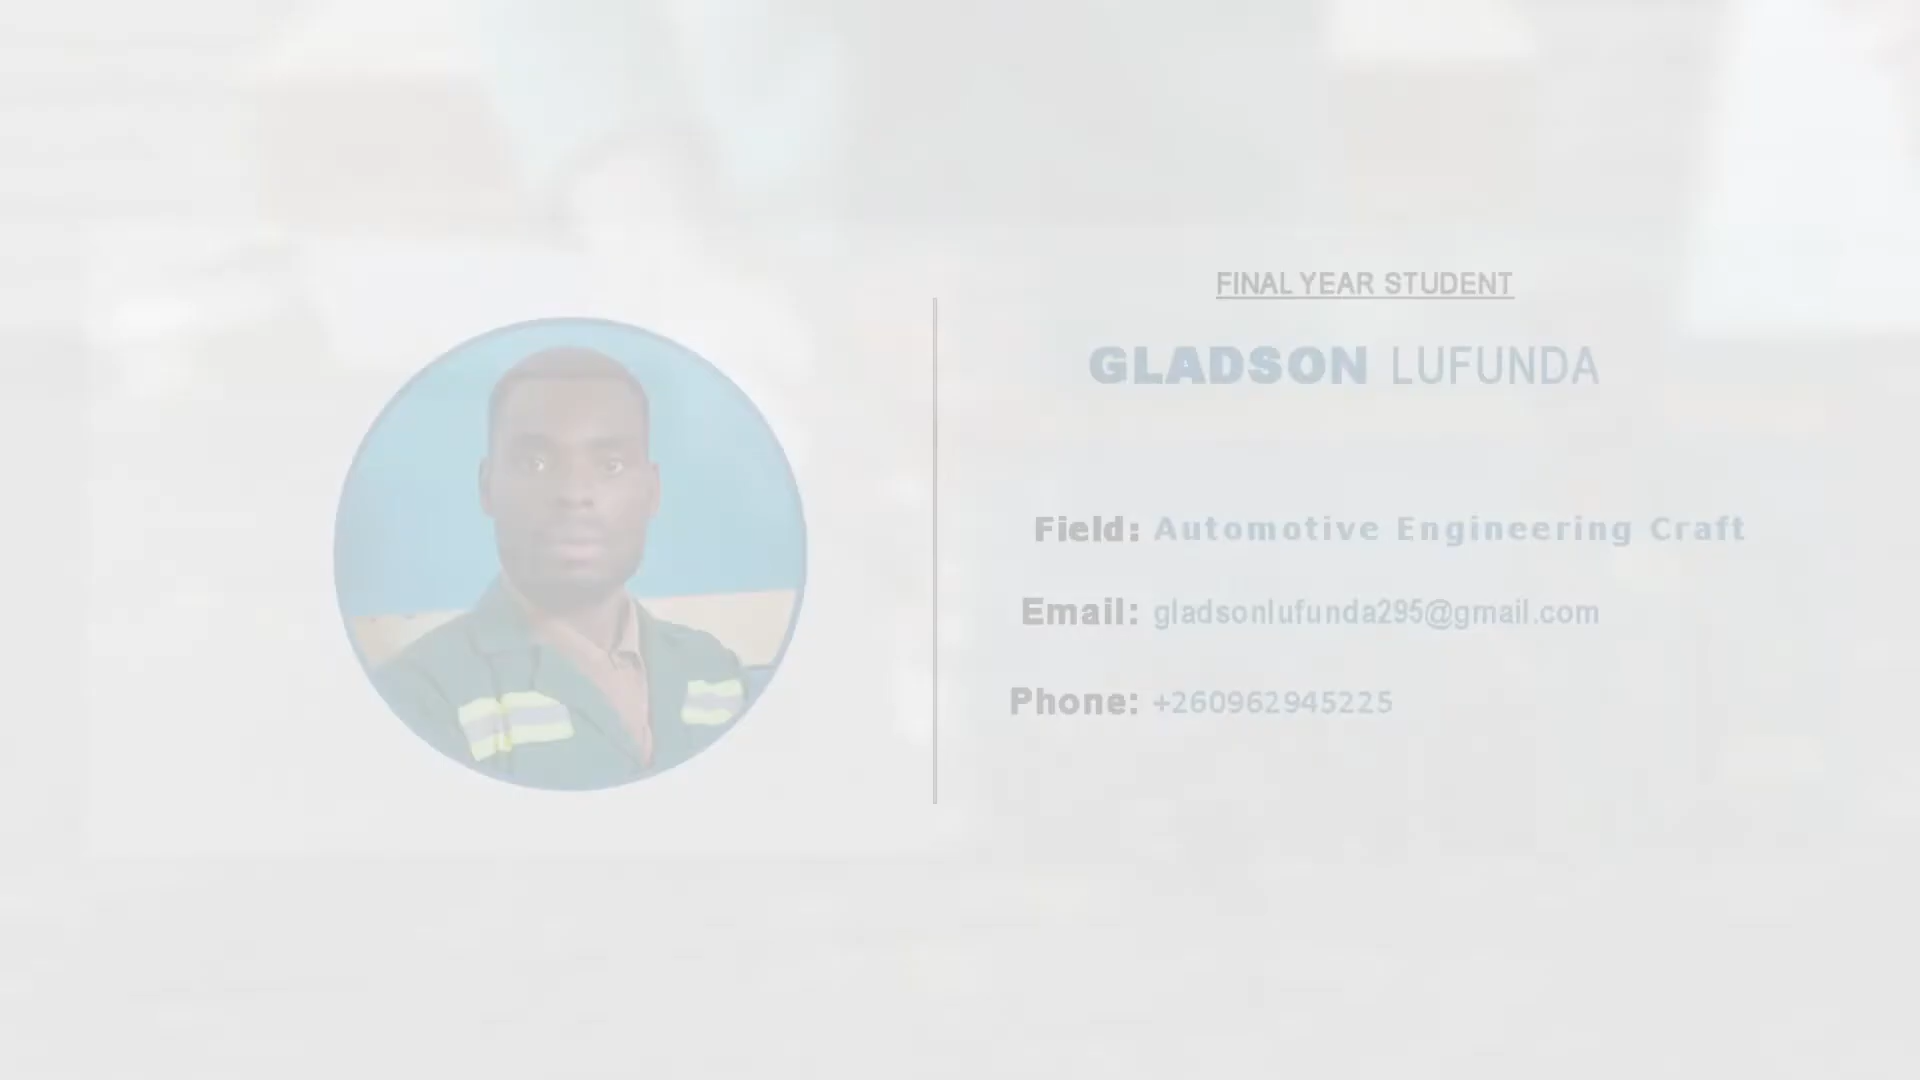 FINAL YEAR STUDENT
GLADSON LUFUNDA
Field: Automotive Engineering Craft
Email: gladsonlufunda295@gmail.com
Phone: +260962945225